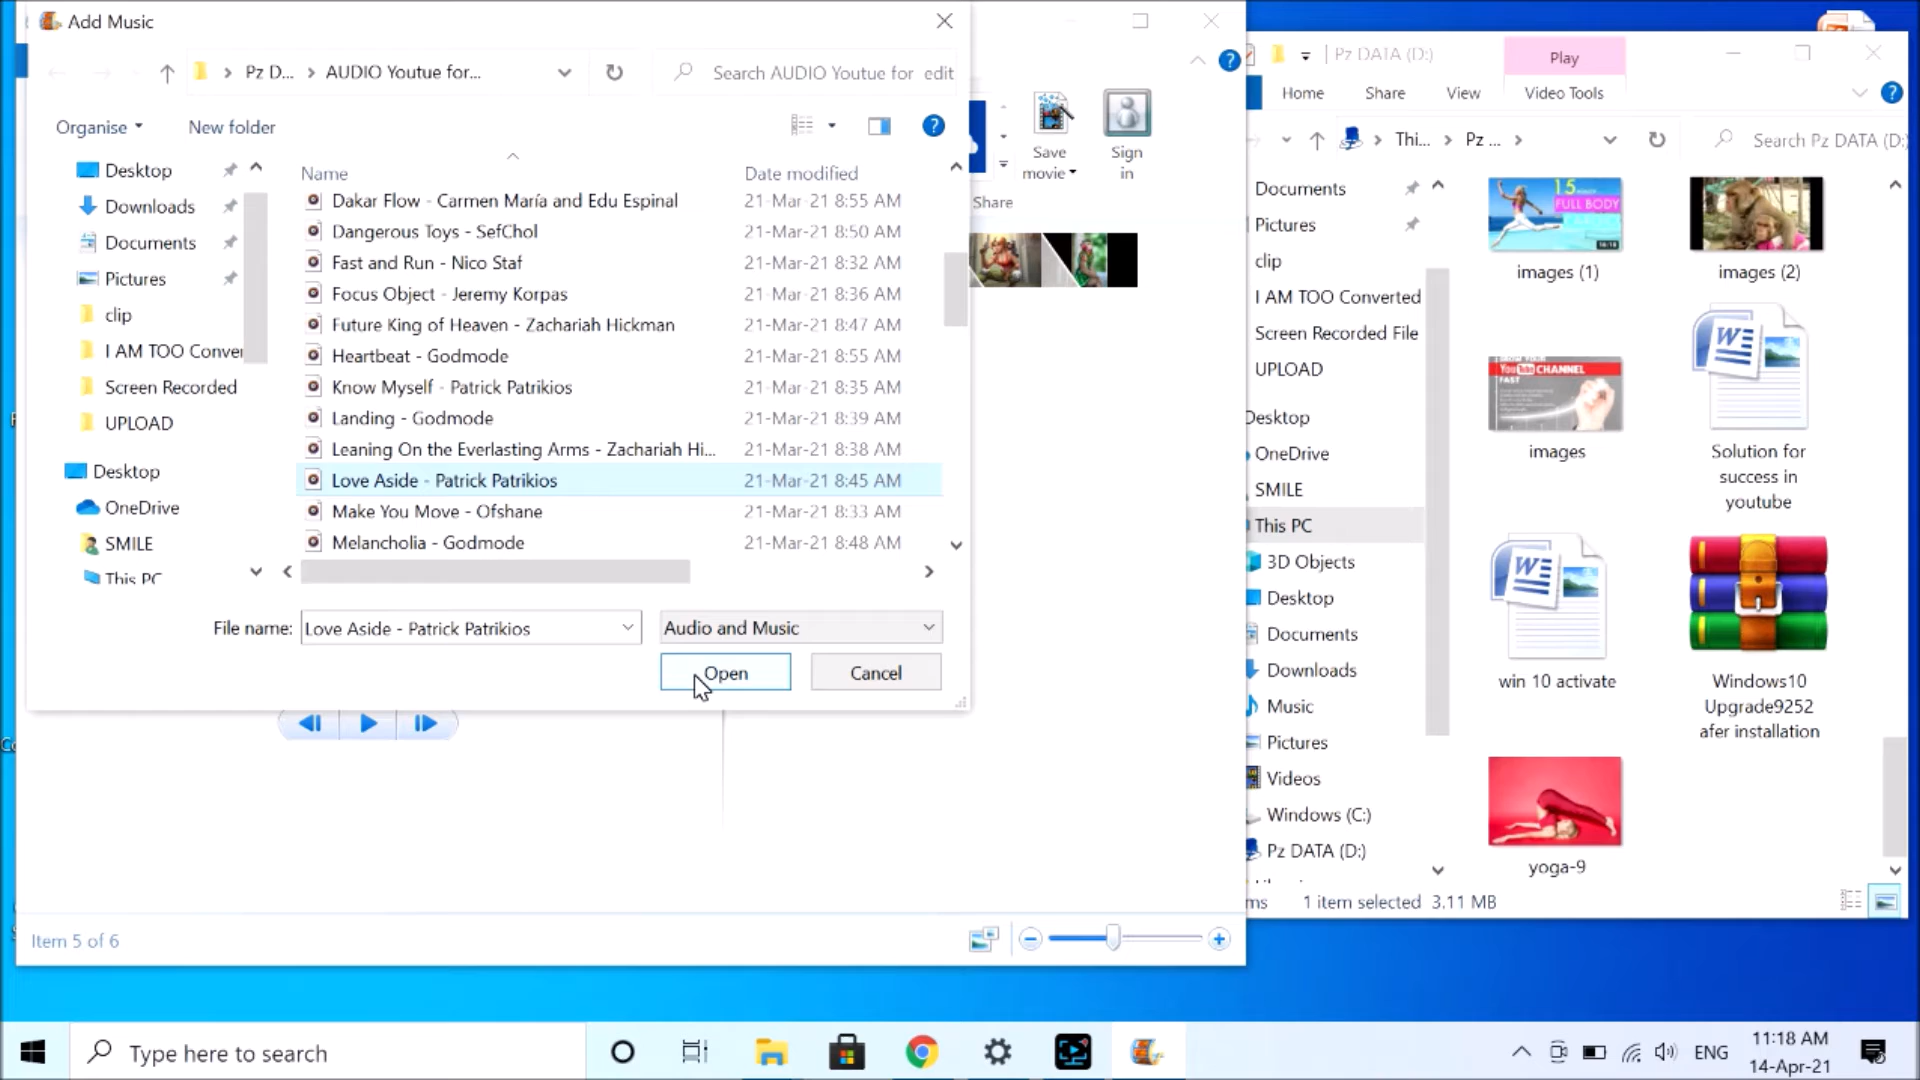 Add Music
Pz D... AUDIO Youtue for...
Search AUDIO Youtue for edit
Organise
New folder
Desktop
Downloads
Documents
Pictures
clip
I AM TOO Conver
Screen Recorded
UPLOAD
Desktop
OneDrive
SMILE
This PC
Name Date modified
Dakar Flow - Carmen María and Edu Espinal 21-Mar-21 8:55 AM
Dangerous Toys - SefChol 21-Mar-21 8:50 AM
Fast and Run - Nico Staf 21-Mar-21 8:32 AM
Focus Object - Jeremy Korpas 21-Mar-21 8:36 AM
Future King of Heaven - Zachariah Hickman 21-Mar-21 8:47 AM
Heartbeat - Godmode 21-Mar-21 8:55 AM
Know Myself - Patrick Patrikios 21-Mar-21 8:35 AM
Landing - Godmode 21-Mar-21 8:39 AM
Leaning On the Everlasting Arms - Zachariah Hi... 21-Mar-21 8:38 AM
Love Aside - Patrick Patrikios 21-Mar-21 8:45 AM
Make You Move - Ofshane 21-Mar-21 8:33 AM
Melancholia - Godmode 21-Mar-21 8:48 AM
File name: Love Aside - Patrick Patrikios
Audio and Music
Open
Cancel
Save
movie
Sign
in
Share
Item 5 of 6
Pz DATA (D:)
Play
Home Share View Video Tools
Thi... Pz ...
Search Pz DATA (D:)
Documents
Pictures
clip
I AM TOO Converted
Screen Recorded File
UPLOAD
Desktop
OneDrive
SMILE
This PC
3D Objects
Desktop
Documents
Downloads
Music
Pictures
Videos
Windows (C:)
Pz DATA (D:)
15
FULL BODY
images (1)
images (2)
YouTube CHANNEL
FAST
images
Solution for
success in
youtube
win 10 activate
Windows10
Upgrade9252
afer installation
yoga-9
ms 1 item selected 3.11 MB
Type here to search
ENG
11:18 AM
14-Apr-21